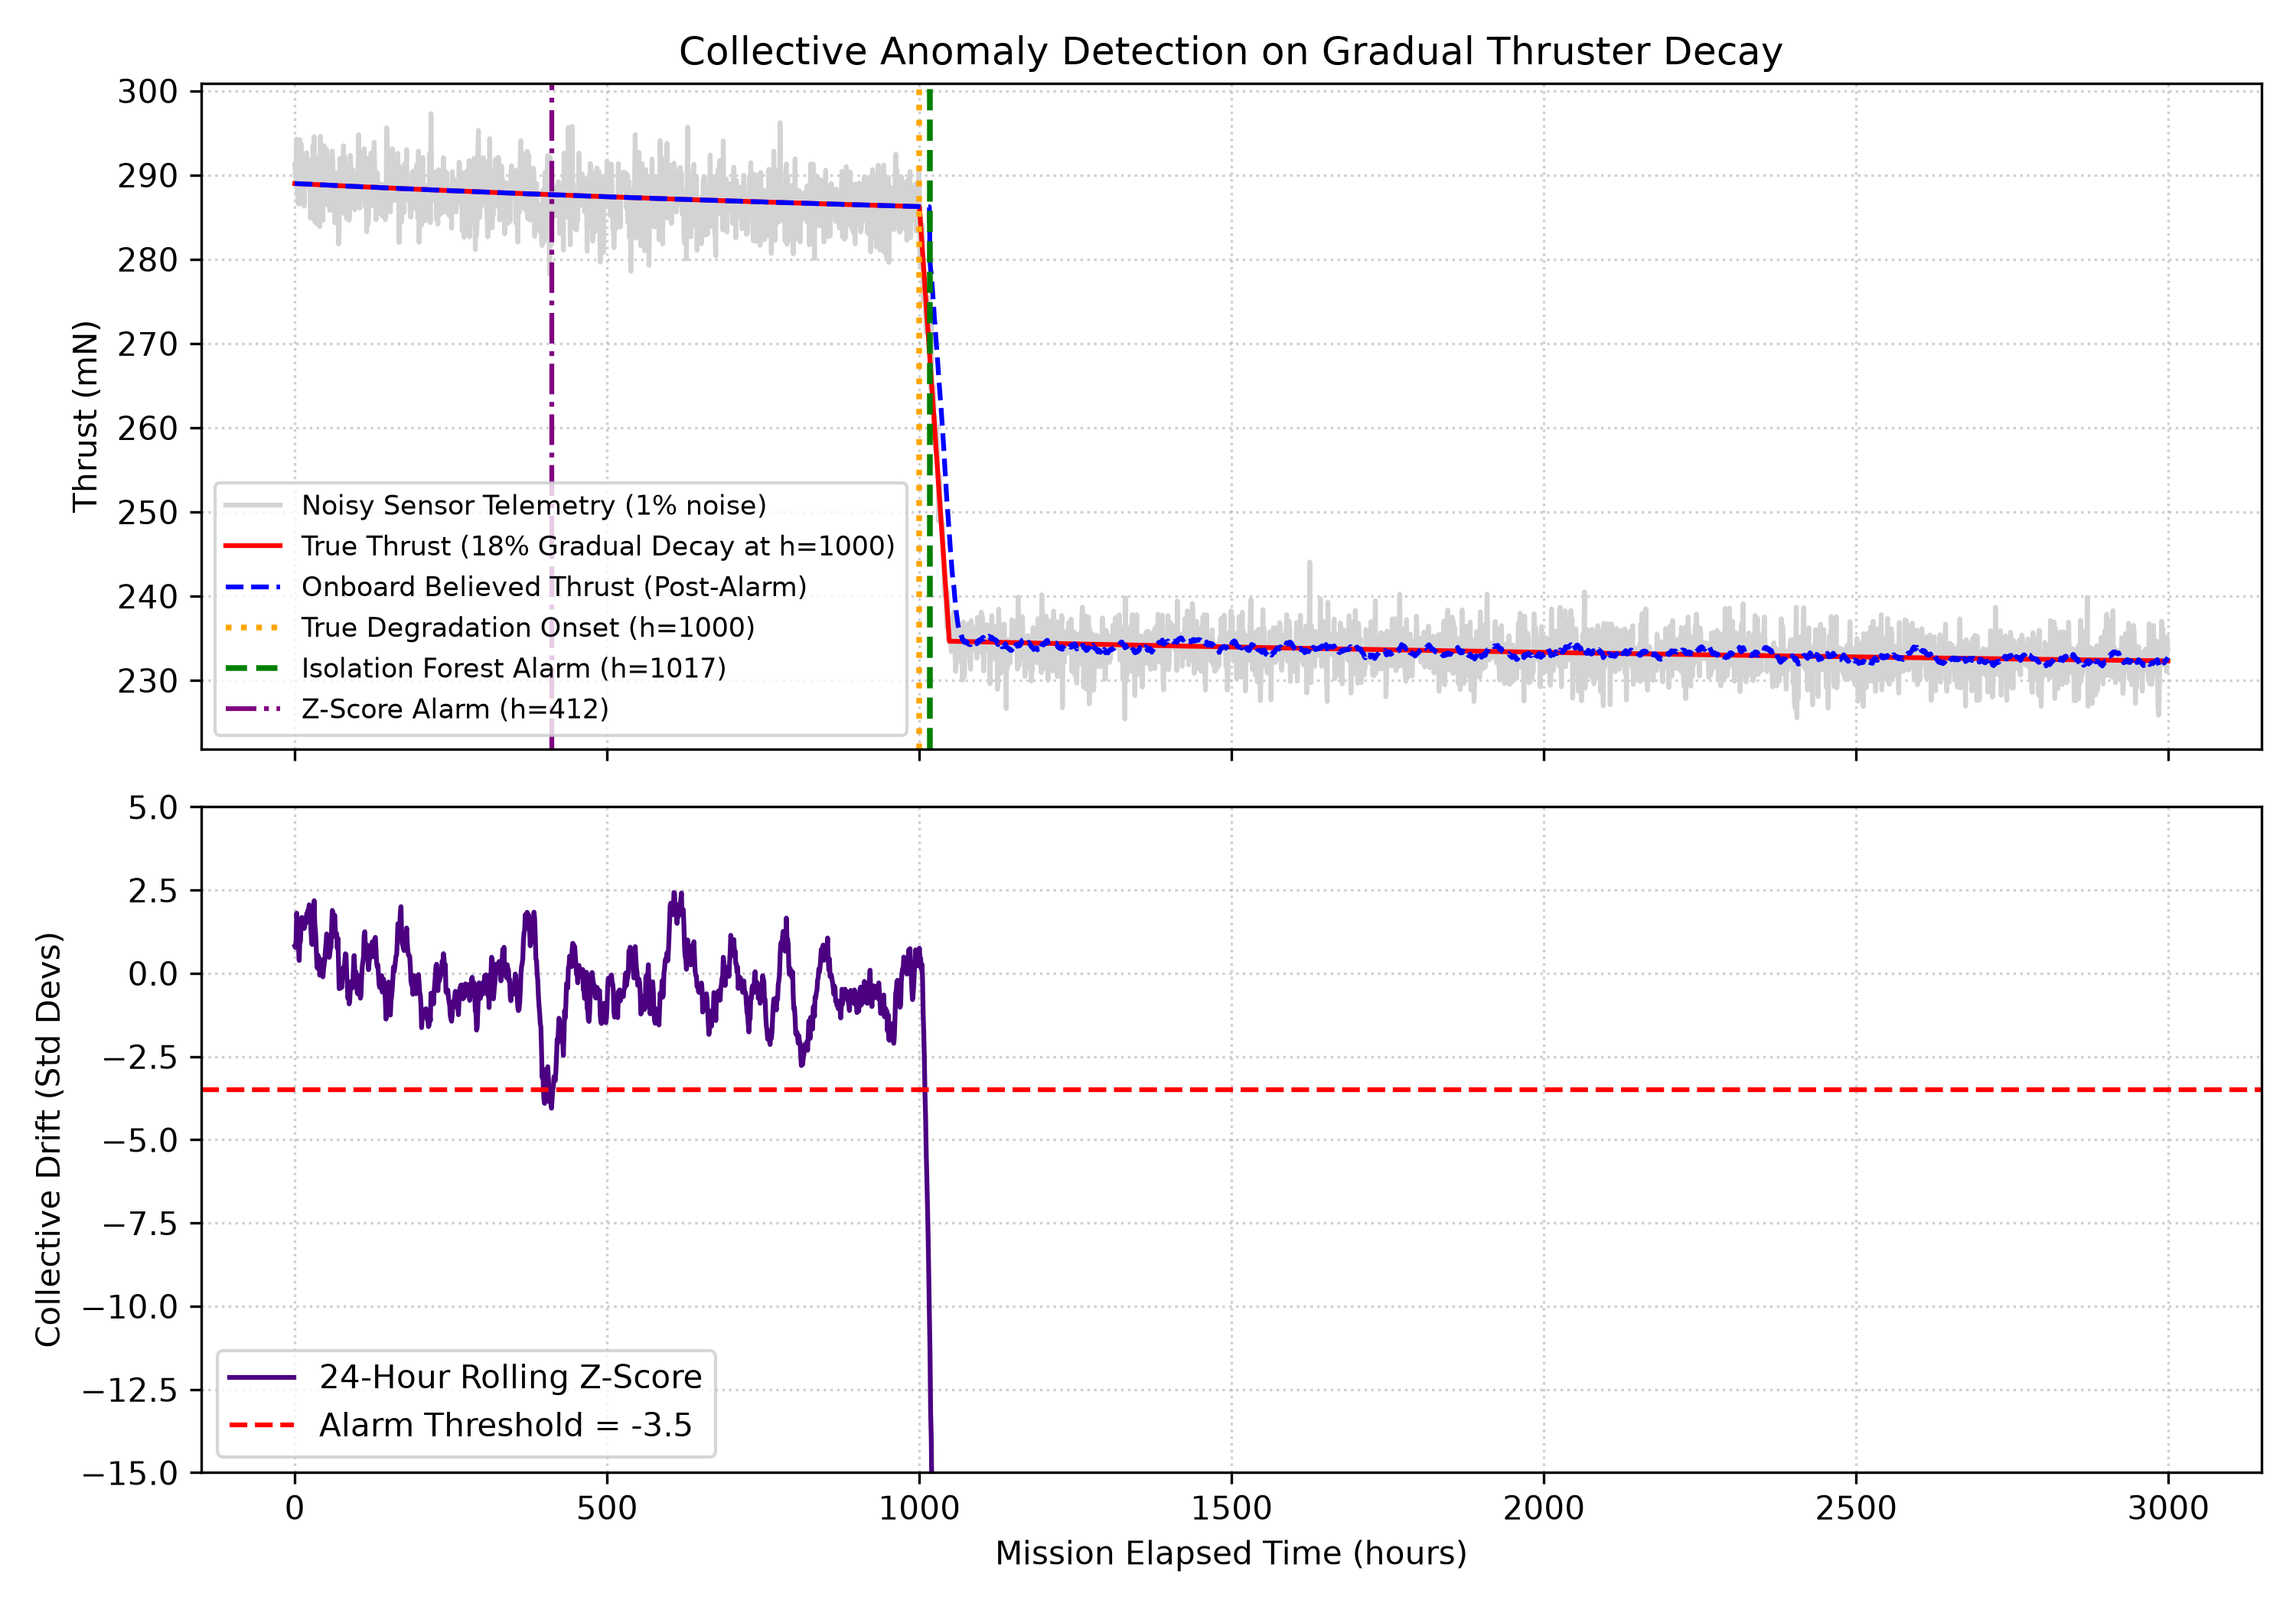 Collective Anomaly Detection on Gradual Thruster Decay
Thrust (mN)
300
290
280
270
260
250
240
230
Noisy Sensor Telemetry (1% noise)
True Thrust (18% Gradual Decay at h=1000)
Onboard Believed Thrust (Post-Alarm)
True Degradation Onset (h=1000)
Isolation Forest Alarm (h=1017)
Z-Score Alarm (h=412)
Collective Drift (Std Devs)
5.0
2.5
0.0
−2.5
−5.0
−7.5
−10.0
−12.5
−15.0
24-Hour Rolling Z-Score
Alarm Threshold = -3.5
0 500 1000 1500 2000 2500 3000
Mission Elapsed Time (hours)